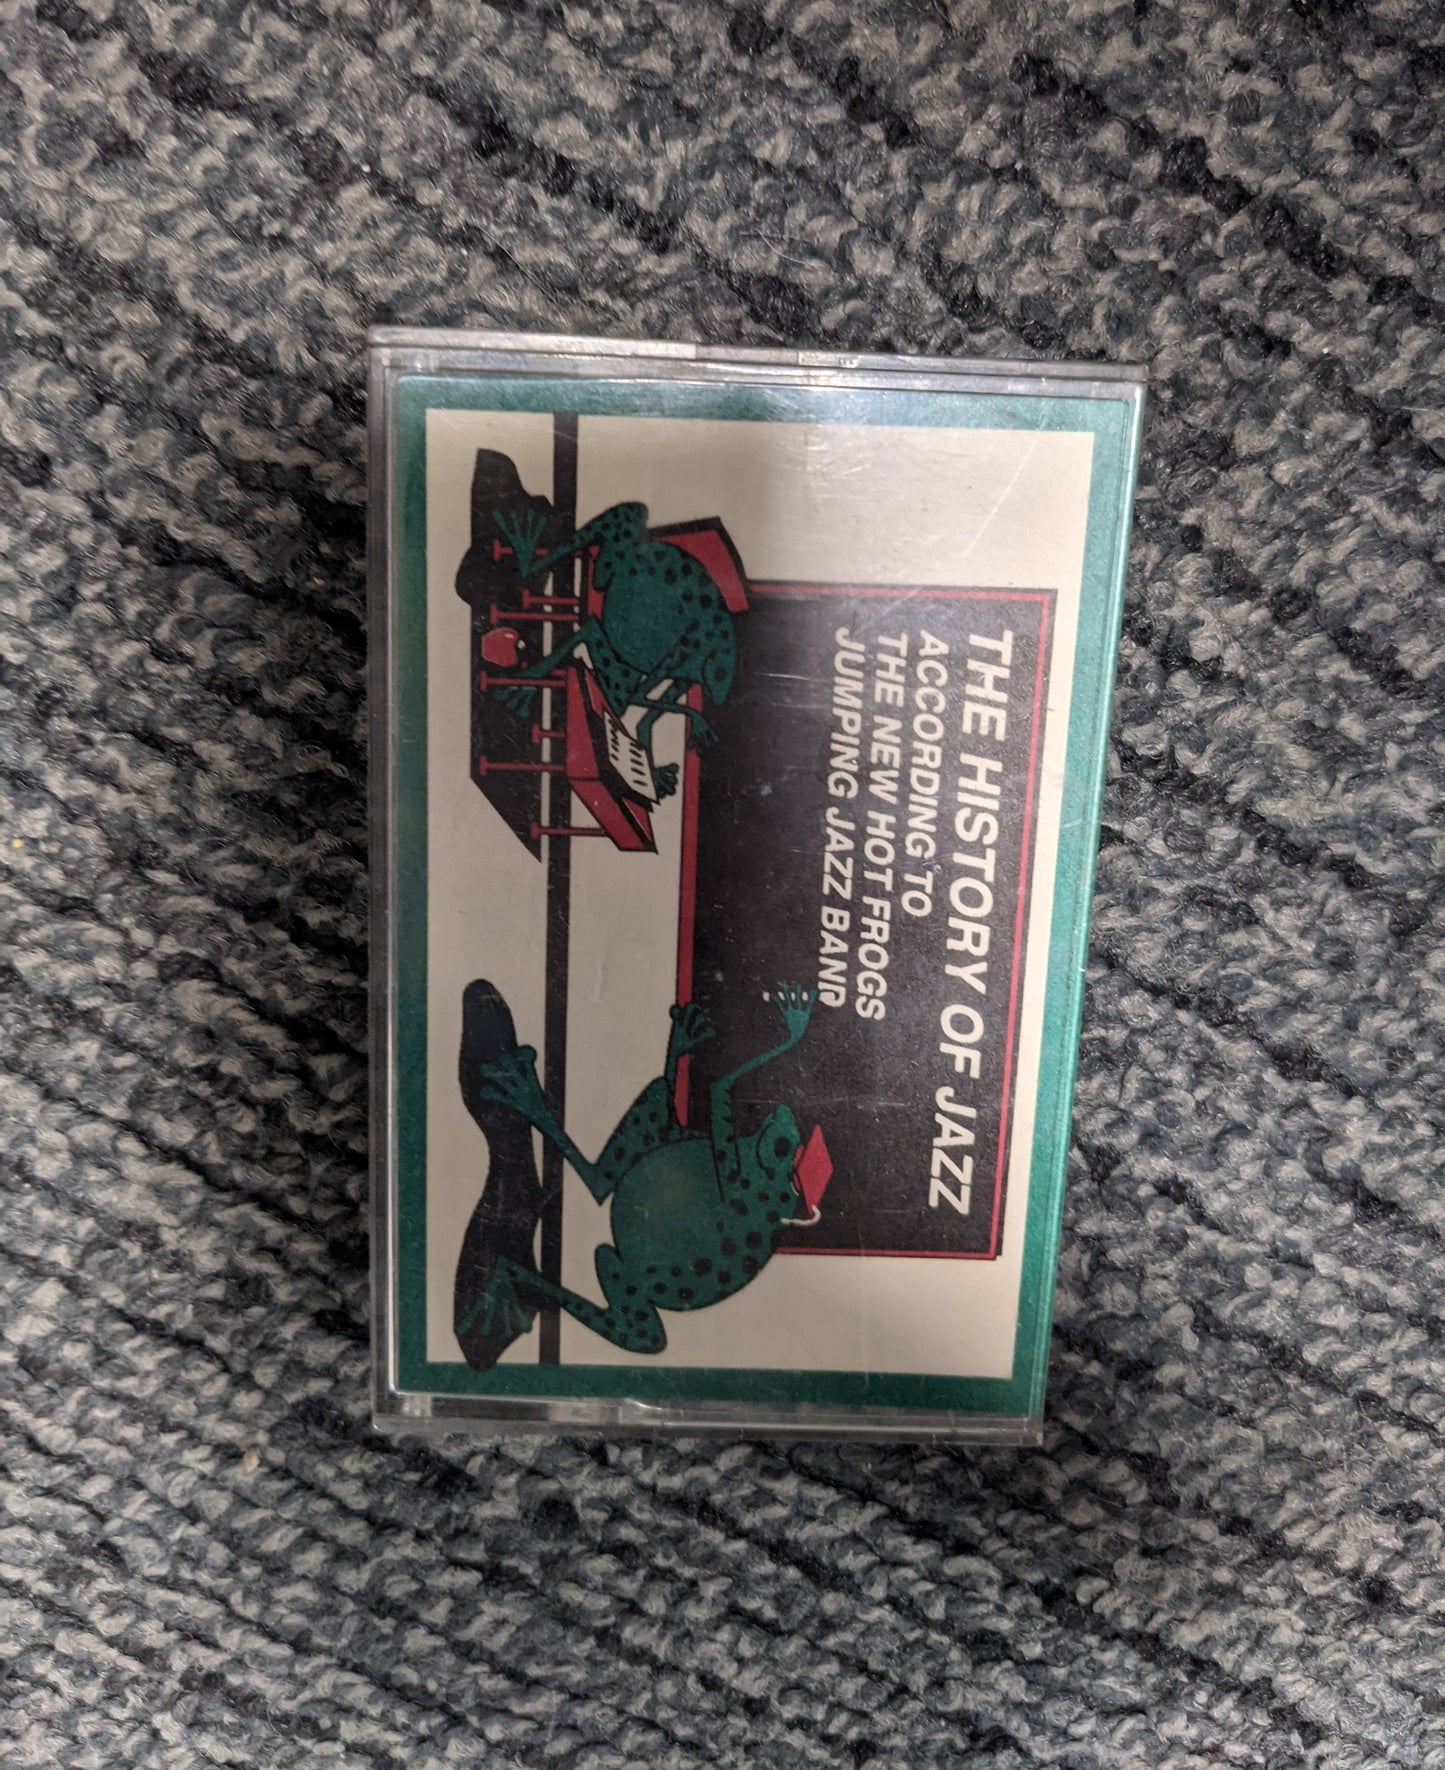 THE HISTORY OF JAZZ
ACCORDING TO
THE NEW HOT FROGS
JUMPING JAZZ BAND